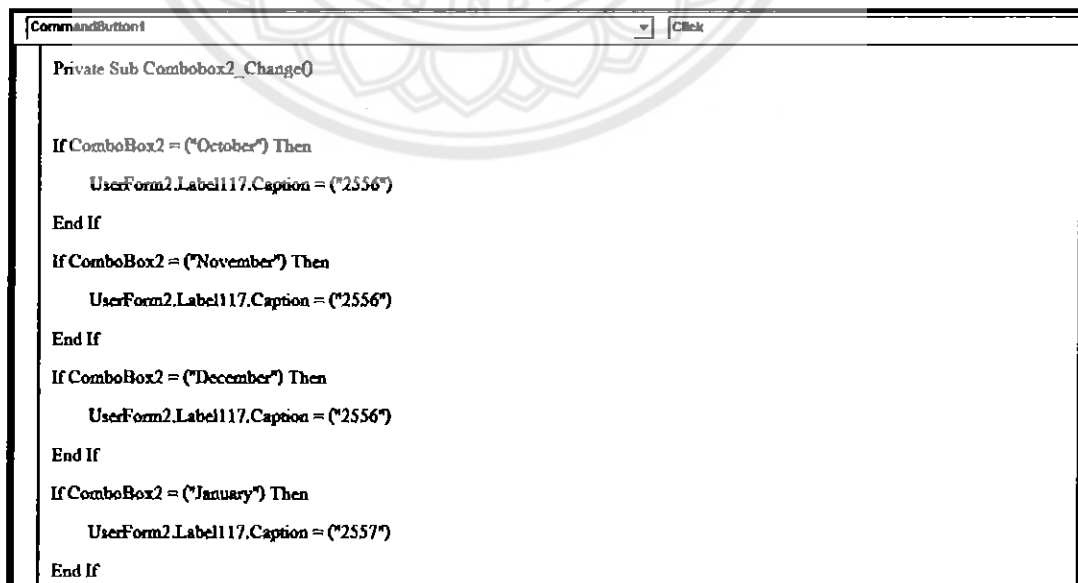 CommandButton1 Click
Private Sub Combobox2_Change()
If ComboBox2 = ("October") Then
UserForm2.Label117.Caption = ("2556")
End If
If ComboBox2 = ("November") Then
UserForm2.Label117.Caption = ("2556")
End If
If ComboBox2 = ("December") Then
UserForm2.Label117.Caption = ("2556")
End If
If ComboBox2 = ("January") Then
UserForm2.Label117.Caption = ("2557")
End If